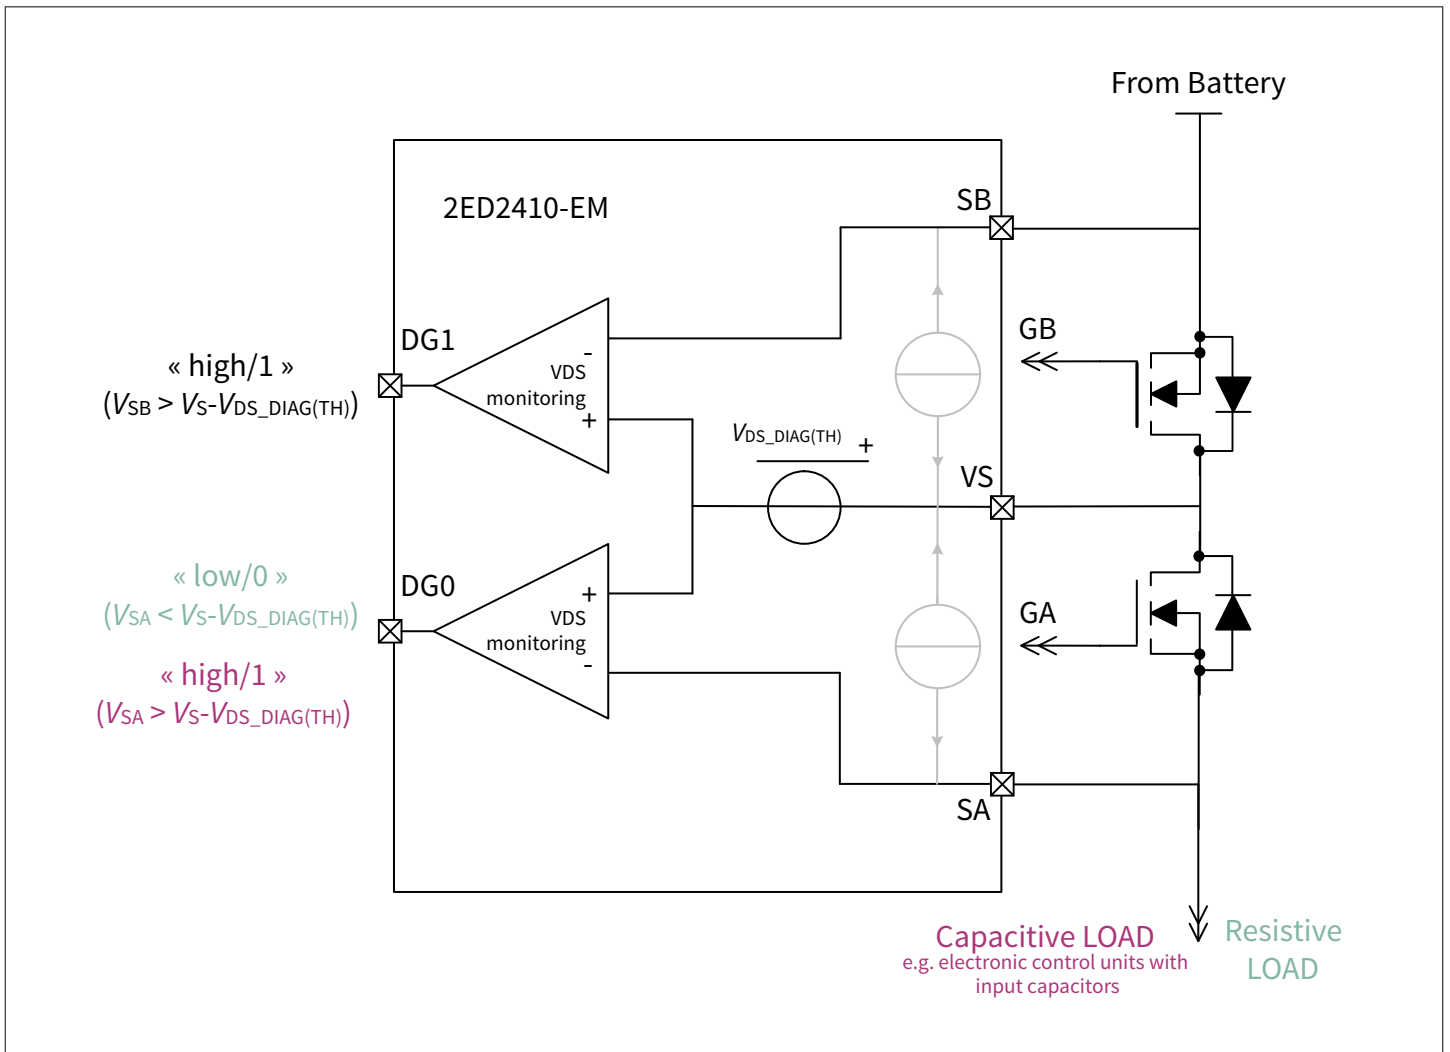 From Battery
2ED2410-EM
SB
DG1
GB
« high/1 »
(VSB > VS-VDS_DIAG(TH))
-
VDS
monitoring
+
VDS_DIAG(TH) +
VS
« low/0 »
(VSA < VS-VDS_DIAG(TH))
DG0
+
VDS
monitoring
-
GA
« high/1 »
(VSA > VS-VDS_DIAG(TH))
SA
Capacitive LOAD
e.g. electronic control units with
input capacitors
Resistive
LOAD